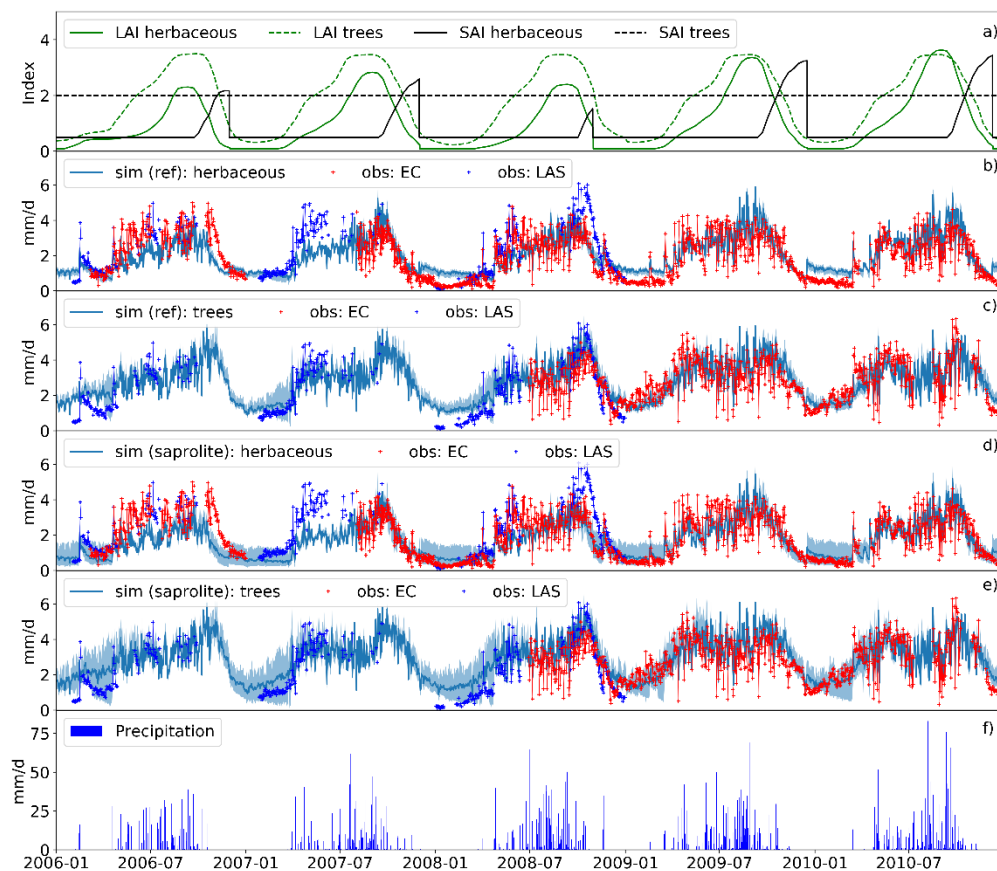 LAI herbaceous LAI trees SAI herbaceous SAI trees a)
4
2
0
Index
sim (ref): herbaceous obs: EC obs: LAS b)
6
4
2
0
mm/d
sim (ref): trees obs: EC obs: LAS c)
6
4
2
0
mm/d
sim (saprolite): herbaceous obs: EC obs: LAS d)
6
4
2
0
mm/d
sim (saprolite): trees obs: EC obs: LAS e)
6
4
2
0
mm/d
Precipitation f)
75
50
25
0
mm/d
2006-01 2006-07 2007-01 2007-07 2008-01 2008-07 2009-01 2009-07 2010-01 2010-07